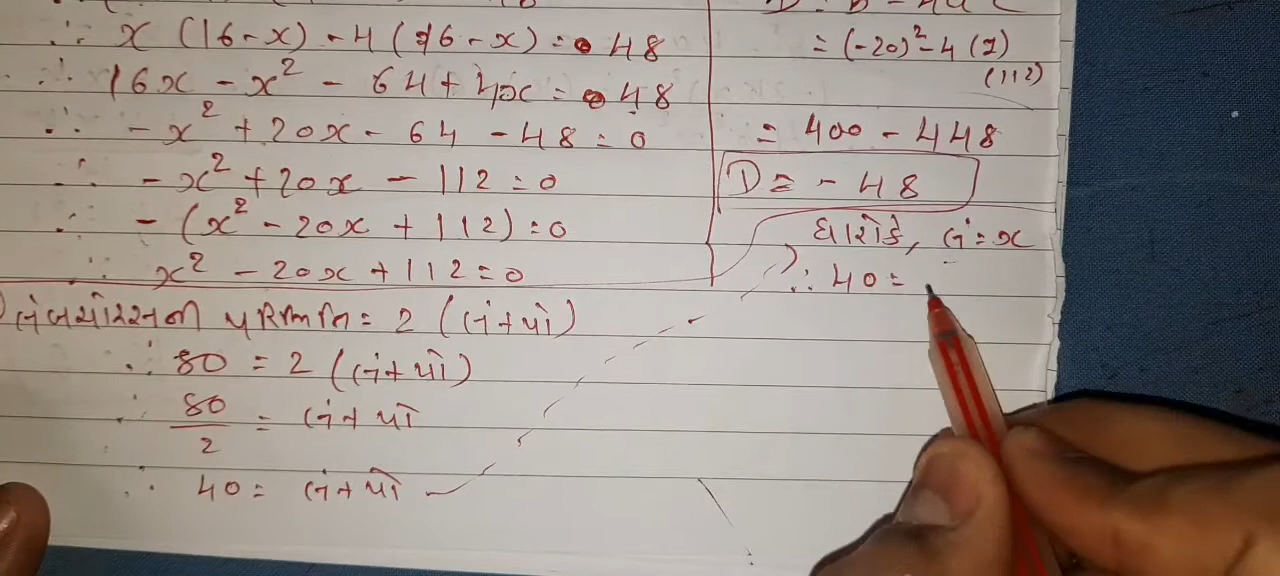 ∴ x (16-x) - 4 (16-x) = 48
∴ 16x - x² - 64 + 4x = 48
∴ -x² + 20x - 64 - 48 = 0
∴ -x² + 20x - 112 = 0
∴ -(x² - 20x + 112) = 0
∴ x² - 20x + 112 = 0
લંબચોરસની પરિમિતિ = 2 (લં + પો)
∴ 80 = 2 (લં + પો)
∴ 80/2 = લં + પો
∴ 40 = લં + પો
= (-20)² - 4 (1)
(112)
= 400 - 448
D = -48
ધારોકે, લં = x
∴ 40 =